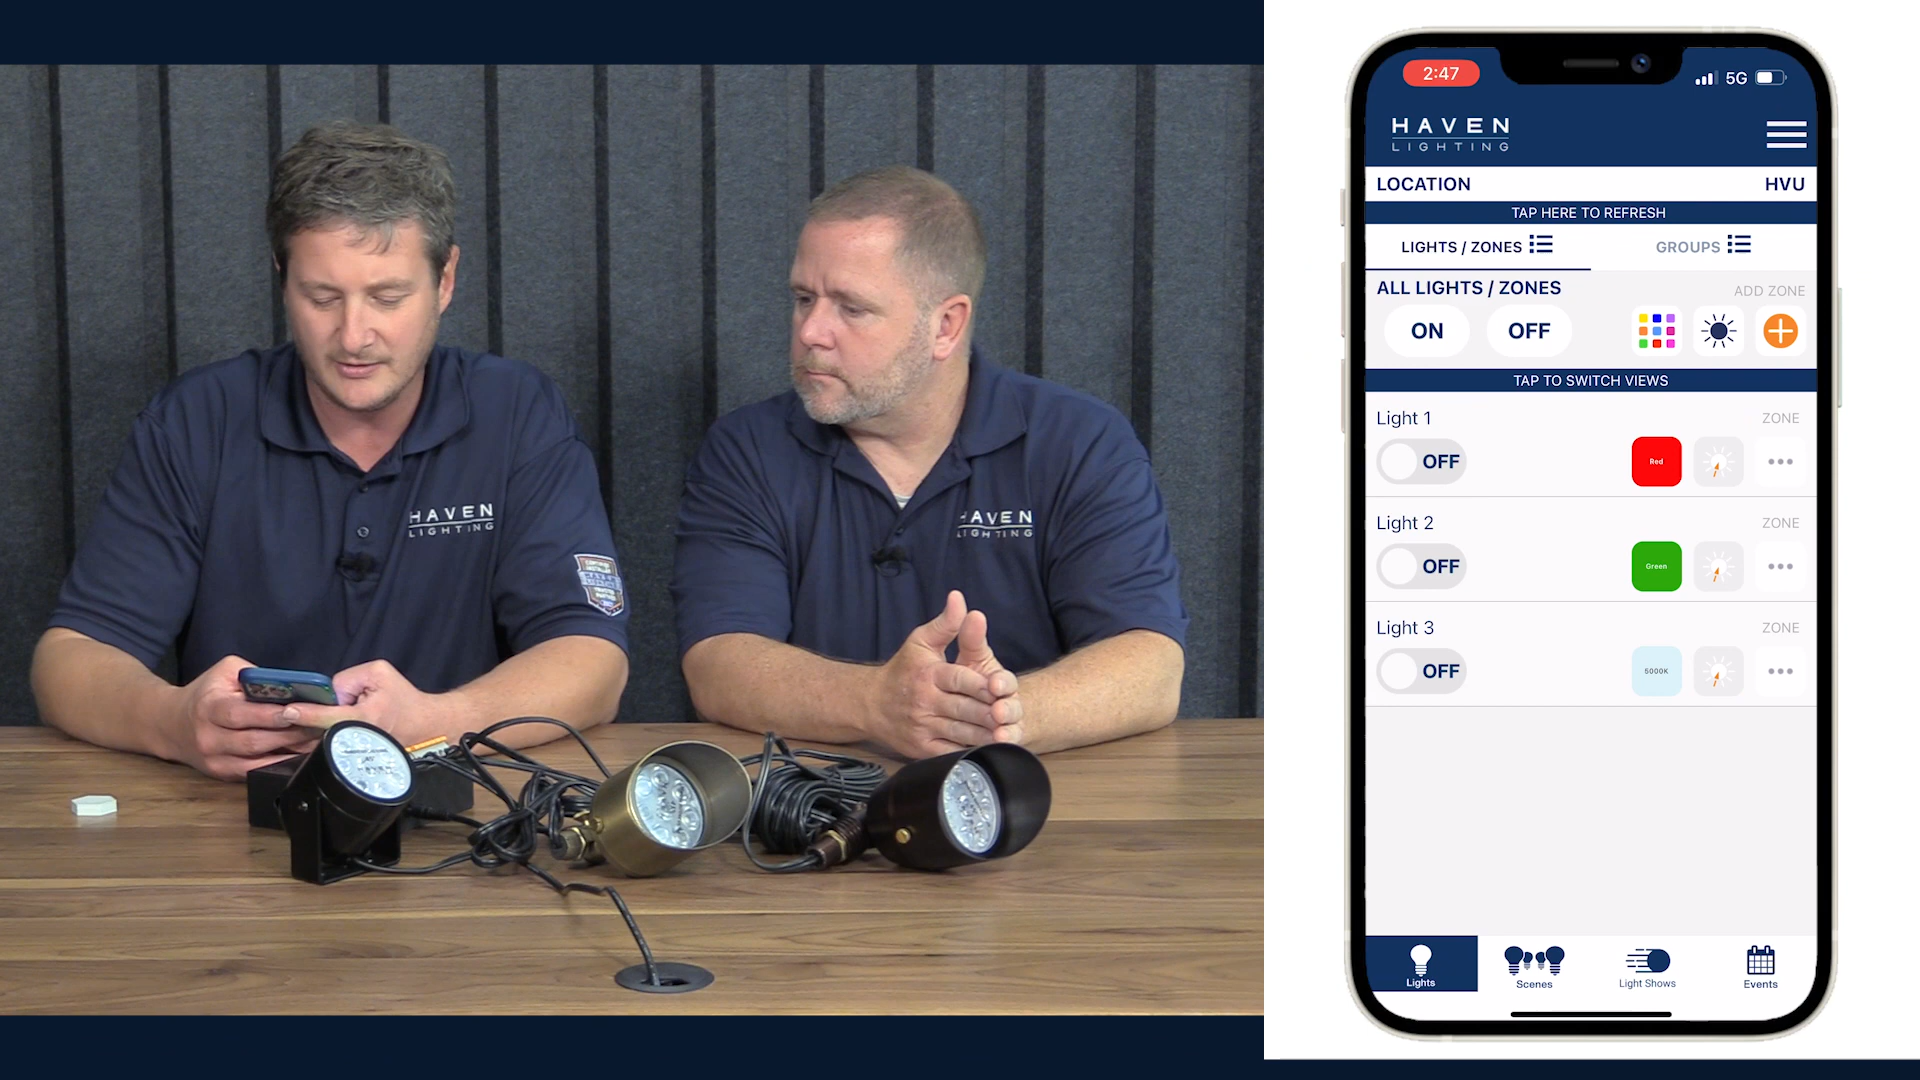 HAVEN
LIGHTING
HAVEN
LIGHTING
HAVEN
2:47
5G
HAVEN
LIGHTING
LOCATION
HVU
TAP HERE TO REFRESH
LIGHTS / ZONES
GROUPS
ALL LIGHTS / ZONES
ADD ZONE
ON
OFF
TAP TO SWITCH VIEWS
Light 1
ZONE
OFF
Red
Light 2
ZONE
OFF
Green
Light 3
ZONE
OFF
5000K
Lights
Scenes
Light Shows
Events